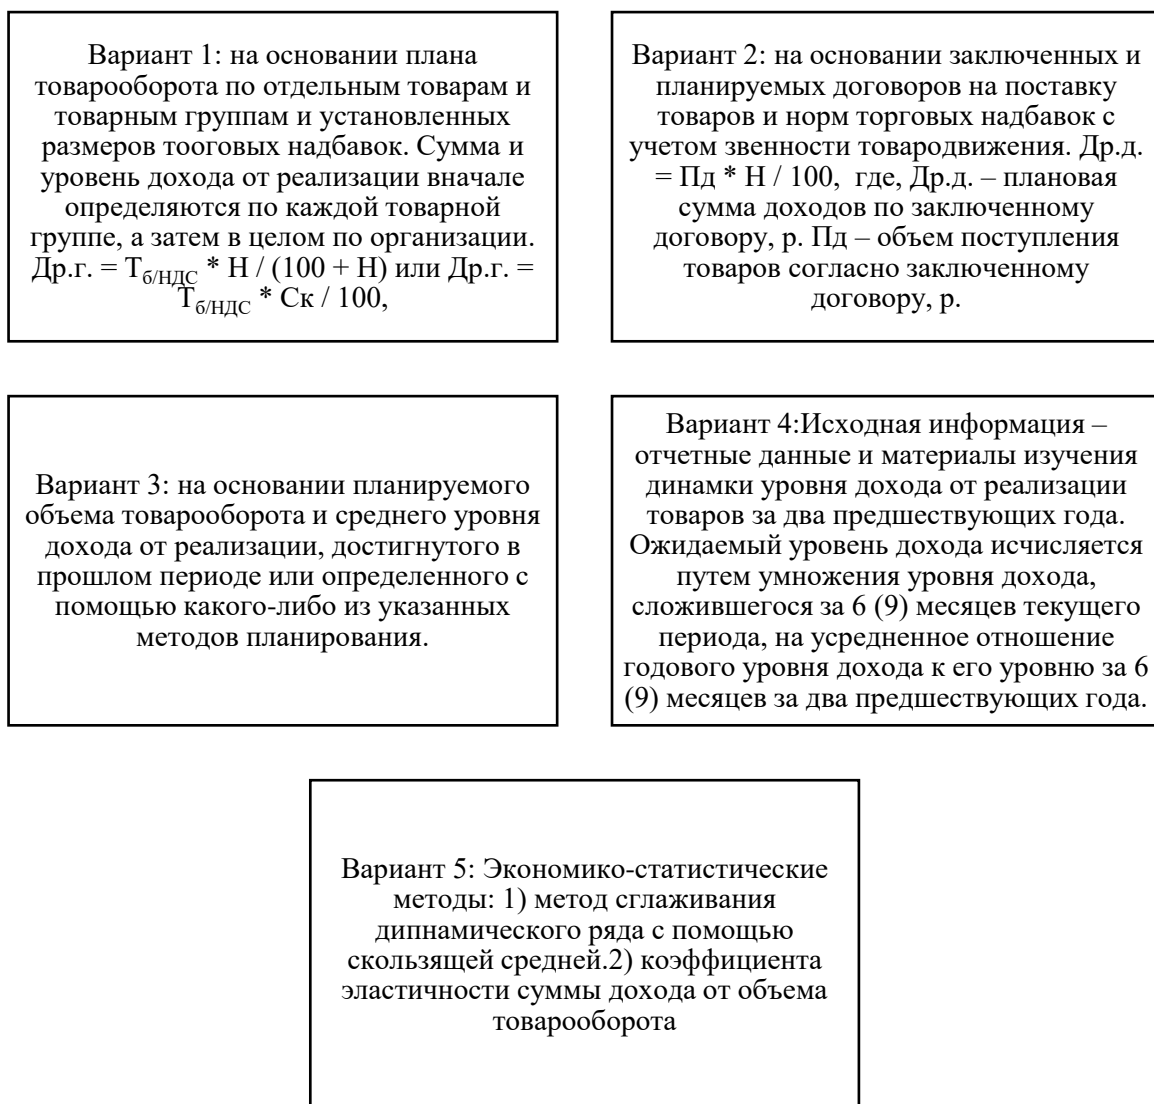 Вариант 1: на основании плана
товарооборота по отдельным товарам и
товарным группам и установленных
размеров тооговых надбавок. Сумма и
уровень дохода от реализации вначале
определяются по каждой товарной
группе, а затем в целом по организации.
Др.г. = Тб/НДС * Н / (100 + Н) или Др.г. =
Тб/НДС * Ск / 100,
Вариант 2: на основании заключенных и
планируемых договоров на поставку
товаров и норм торговых надбавок с
учетом звенности товародвижения. Др.д.
= Пд * Н / 100, где, Др.д. – плановая
сумма доходов по заключенному
договору, р. Пд – объем поступления
товаров согласно заключенному
договору, р.
Вариант 3: на основании планируемого
объема товарооборота и среднего уровня
дохода от реализации, достигнутого в
прошлом периоде или определенного с
помощью какого-либо из указанных
методов планирования.
Вариант 4:Исходная информация –
отчетные данные и материалы изучения
динамки уровня дохода от реализации
товаров за два предшествующих года.
Ожидаемый уровень дохода исчисляется
путем умножения уровня дохода,
сложившегося за 6 (9) месяцев текущего
периода, на усредненное отношение
годового уровня дохода к его уровню за 6
(9) месяцев за два предшествующих года.
Вариант 5: Экономико-статистические
методы: 1) метод сглаживания
дипнамического ряда с помощью
скользящей средней.2) коэффициента
эластичности суммы дохода от объема
товарооборота